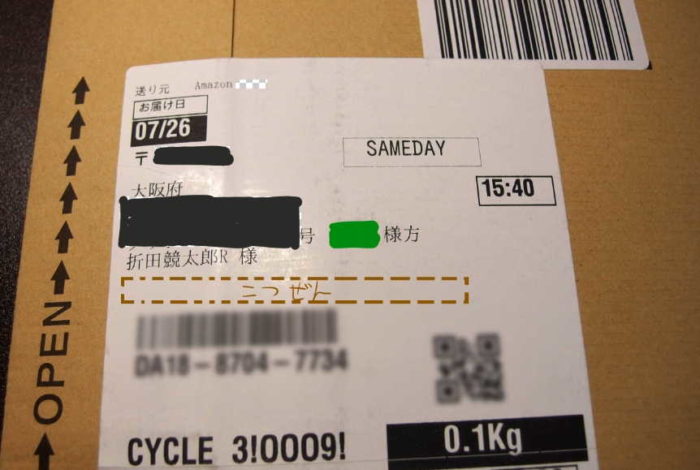 送り元 Amazon
お届け日
07/26
〒
SAMEDAY
大阪府
15:40
号 様方
折田競太郎R 様
こつぜん
DA18-8704-7734
OPEN
CYCLE 3!0009!
0.1Kg